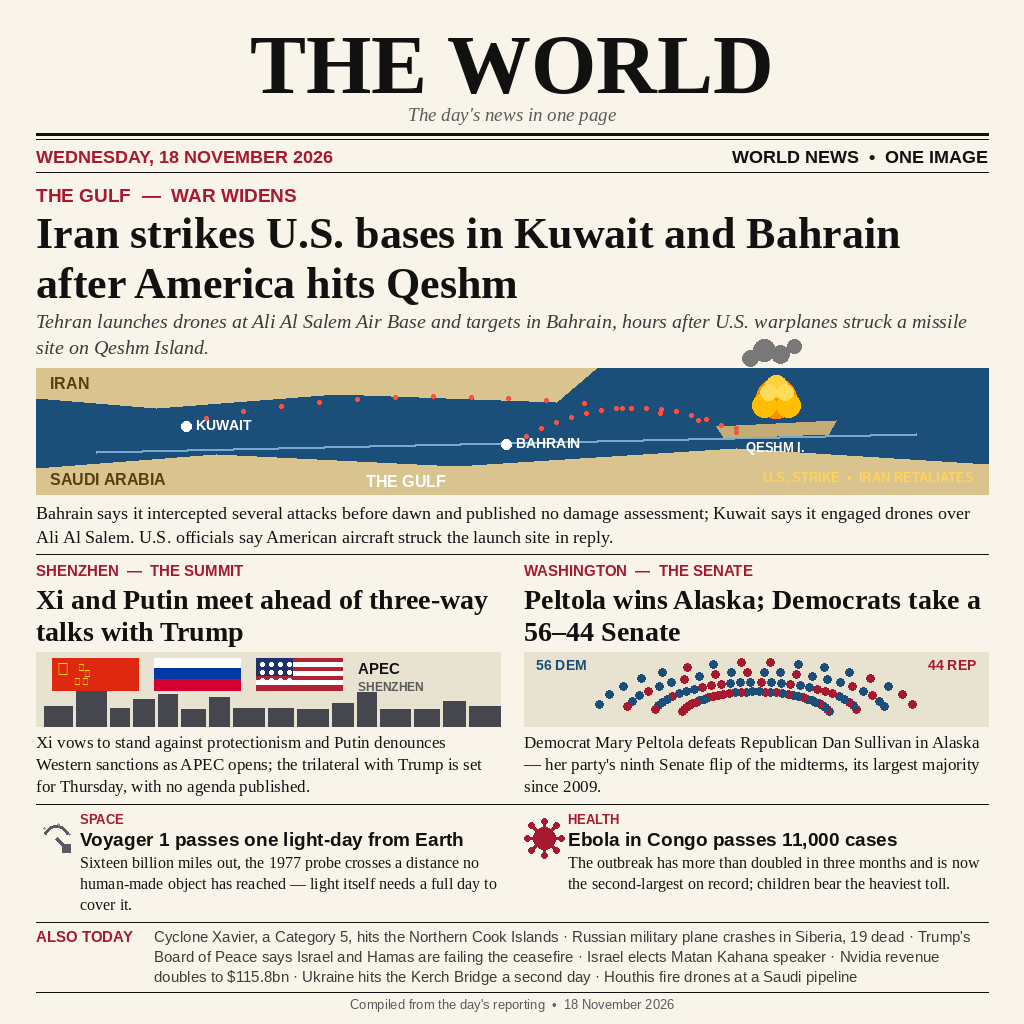 THE WORLD
The day's news in one page
WEDNESDAY, 18 NOVEMBER 2026
WORLD NEWS • ONE IMAGE
THE GULF — WAR WIDENS
Iran strikes U.S. bases in Kuwait and Bahrain
after America hits Qeshm
Tehran launches drones at Ali Al Salem Air Base and targets in Bahrain, hours after U.S. warplanes struck a missile
site on Qeshm Island.
IRAN
KUWAIT
BAHRAIN
QESHM I.
SAUDI ARABIA
THE GULF
U.S. STRIKE • IRAN RETALIATES
Bahrain says it intercepted several attacks before dawn and published no damage assessment; Kuwait says it engaged drones over
Ali Al Salem. U.S. officials say American aircraft struck the launch site in reply.
SHENZHEN — THE SUMMIT
Xi and Putin meet ahead of three-way
talks with Trump
APEC
SHENZHEN
Xi vows to stand against protectionism and Putin denounces
Western sanctions as APEC opens; the trilateral with Trump is set
for Thursday, with no agenda published.
WASHINGTON — THE SENATE
Peltola wins Alaska; Democrats take a
56–44 Senate
56 DEM
44 REP
Democrat Mary Peltola defeats Republican Dan Sullivan in Alaska
— her party's ninth Senate flip of the midterms, its largest majority
since 2009.
SPACE
Voyager 1 passes one light-day from Earth
Sixteen billion miles out, the 1977 probe crosses a distance no
human-made object has reached — light itself needs a full day to
cover it.
HEALTH
Ebola in Congo passes 11,000 cases
The outbreak has more than doubled in three months and is now
the second-largest on record; children bear the heaviest toll.
ALSO TODAY
Cyclone Xavier, a Category 5, hits the Northern Cook Islands · Russian military plane crashes in Siberia, 19 dead · Trump's
Board of Peace says Israel and Hamas are failing the ceasefire · Israel elects Matan Kahana speaker · Nvidia revenue
doubles to $115.8bn · Ukraine hits the Kerch Bridge a second day · Houthis fire drones at a Saudi pipeline
Compiled from the day's reporting • 18 November 2026